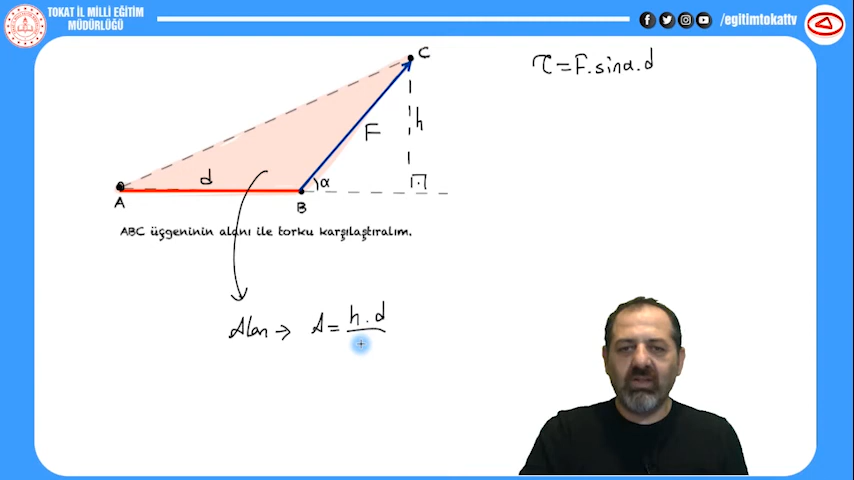 TOKAT İL MİLLİ EĞİTİM
MÜDÜRLÜĞÜ
/egitimtokattv
C
τ = F.sinα.d
h
F
d
α
A
B
ABC üçgeninin alanı ile torku karşılaştıralım.
Alan → A = h.d